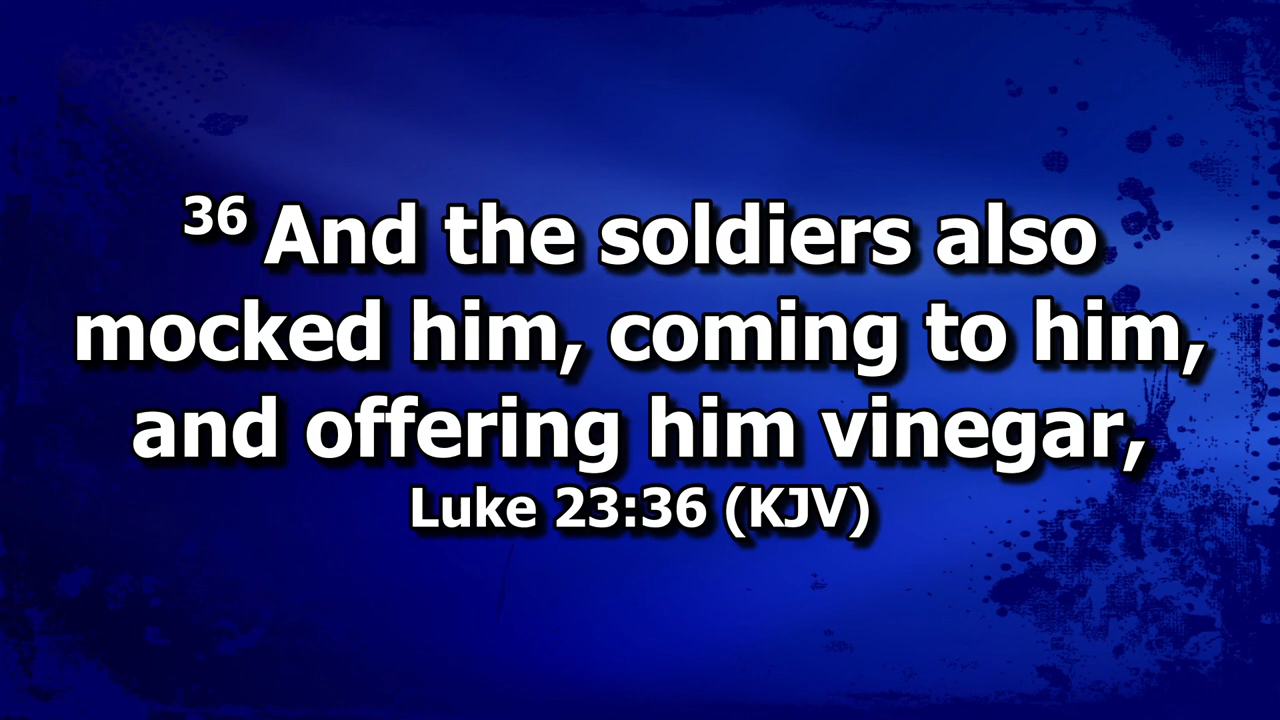 36 And the soldiers also
mocked him, coming to him,
and offering him vinegar,
Luke 23:36 (KJV)